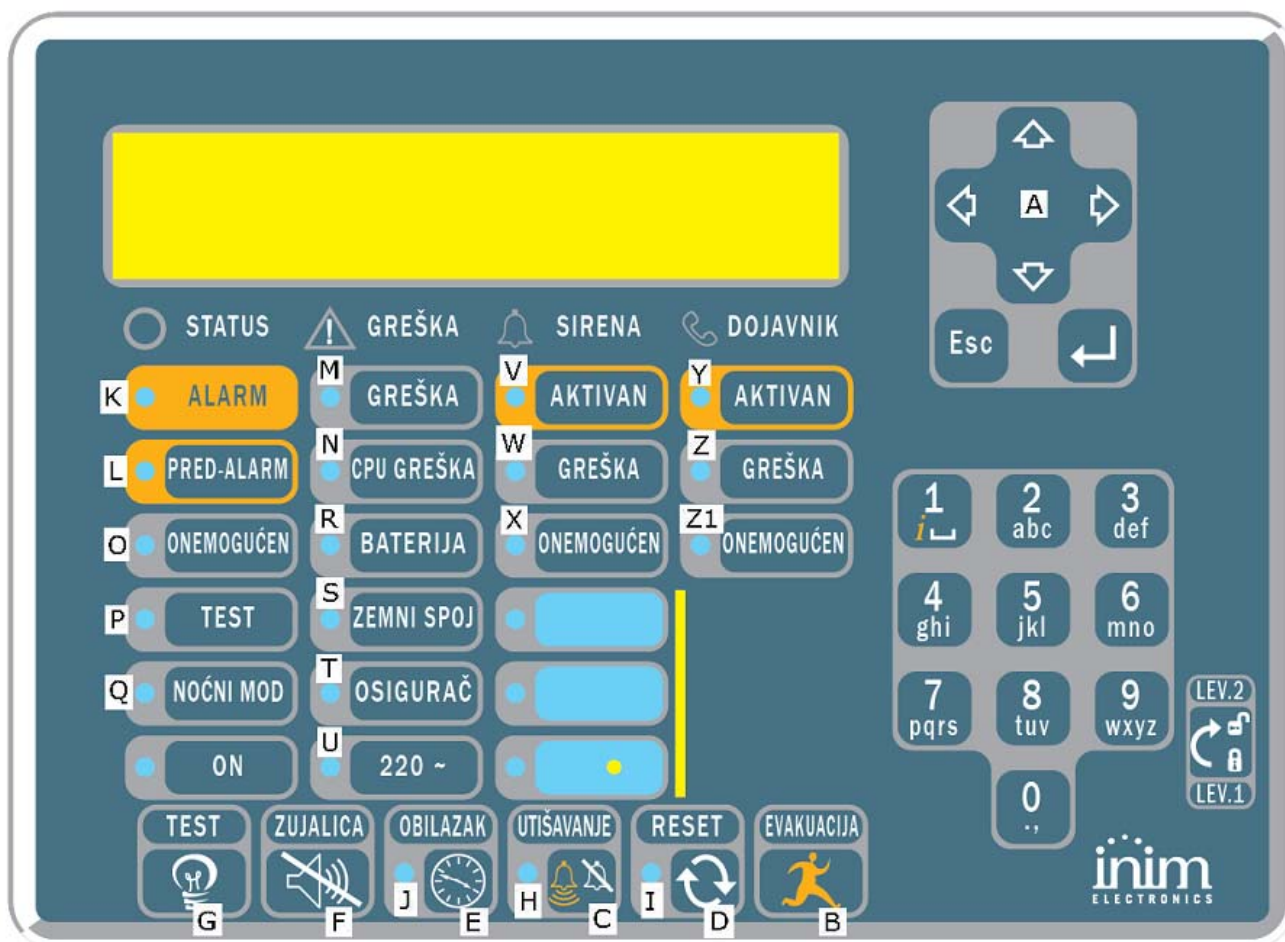 A
STATUS GREŠKA SIRENA DOJAVNIK
Esc
K ALARM M GREŠKA V AKTIVAN Y AKTIVAN
L PRED-ALARM N CPU GREŠKA W GREŠKA Z GREŠKA
O ONEMOGUĆEN R BATERIJA X ONEMOGUĆEN Z1 ONEMOGUĆEN
P TEST S ZEMNI SPOJ
Q NOĆNI MOD T OSIGURAČ
ON U 220 ~
1 2 3
i abc def
4 5 6
ghi jkl mno
7 8 9
pqrs tuv wxyz
0
.,
LEV.2
LEV.1
TEST ZUJALICA OBILAZAK UTIŠAVANJE RESET EVAKUACIJA
G F J E H C I D B
inim
ELECTRONICS